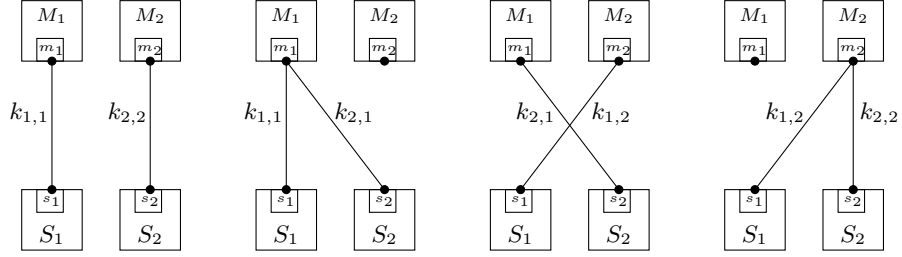 M₁ M₂ M₁ M₂ M₁ M₂ M₁ M₂
m₁ m₂ m₁ m₂ m₁ m₂ m₁ m₂
k₁,₁ k₂,₂ k₁,₁ k₂,₁ k₂,₁ k₁,₂ k₁,₂ k₂,₂
s₁ s₂ s₁ s₂ s₁ s₂ s₁ s₂
S₁ S₂ S₁ S₂ S₁ S₂ S₁ S₂